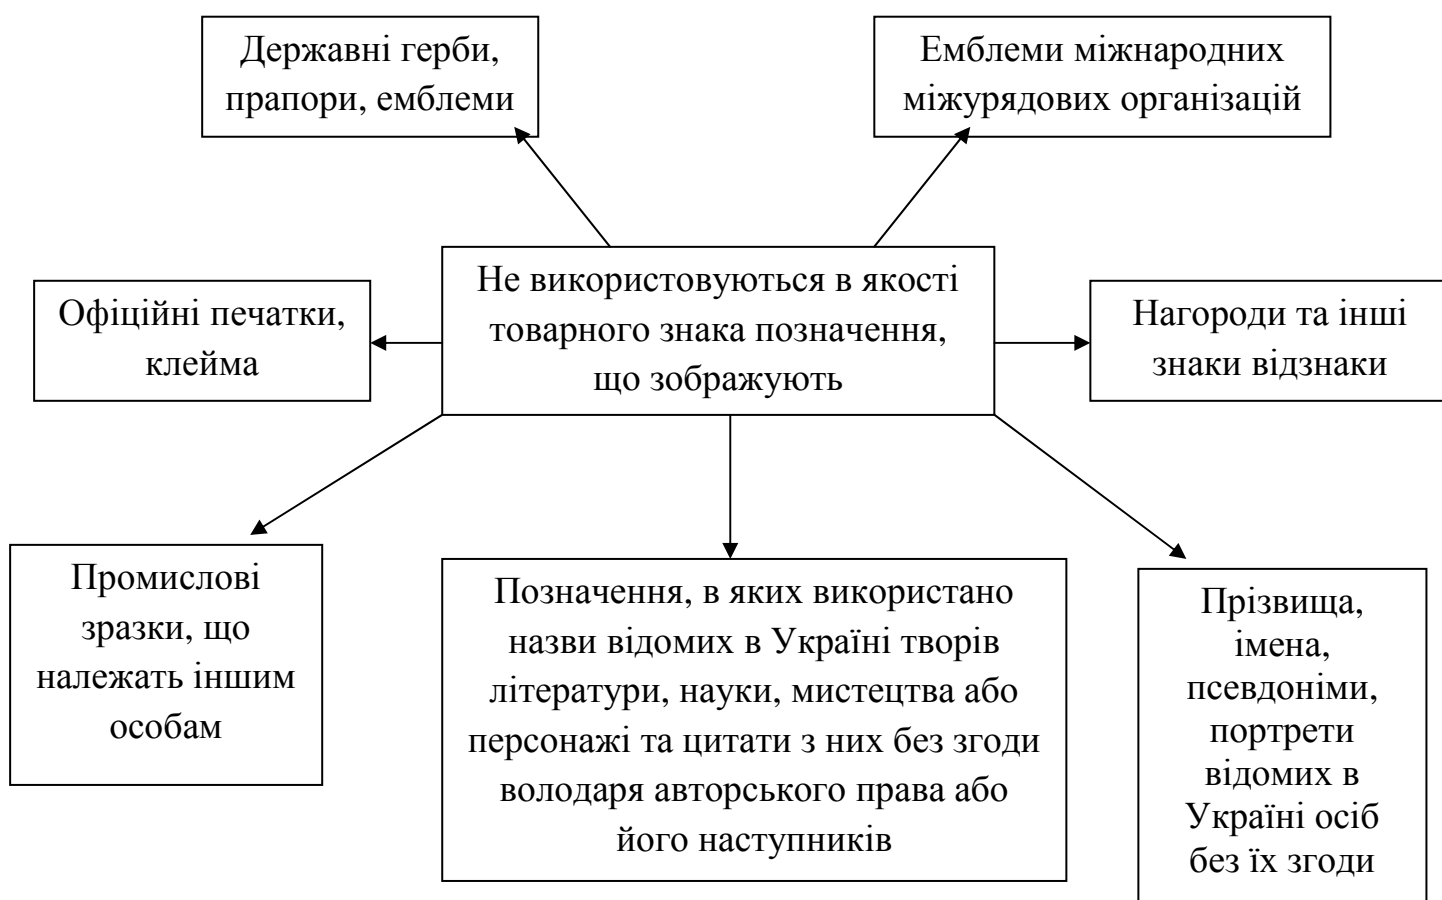 Державні герби,
прапори, емблеми
Емблеми міжнародних
міжурядових організацій
Не використовуються в якості
товарного знака позначення,
що зображують
Офіційні печатки,
клейма
Нагороди та інші
знаки відзнаки
Промислові
зразки, що
належать іншим
особам
Позначення, в яких використано
назви відомих в Україні творів
літератури, науки, мистецтва або
персонажі та цитати з них без згоди
володаря авторського права або
його наступників
Прізвища,
імена,
псевдоніми,
портрети
відомих в
Україні осіб
без їх згоди